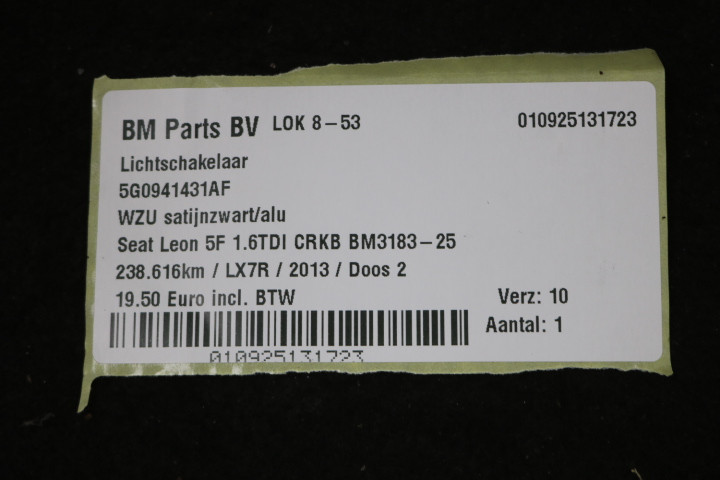 BM Parts BV LOK 8-53 010925131723
Lichtschakelaar
5G0941431AF
WZU satijnzwart/alu
Seat Leon 5F 1.6TDI CRKB BM3183-25
238.616km / LX7R / 2013 / Doos 2
19.50 Euro incl. BTW Verz: 10
Aantal: 1
010925131723